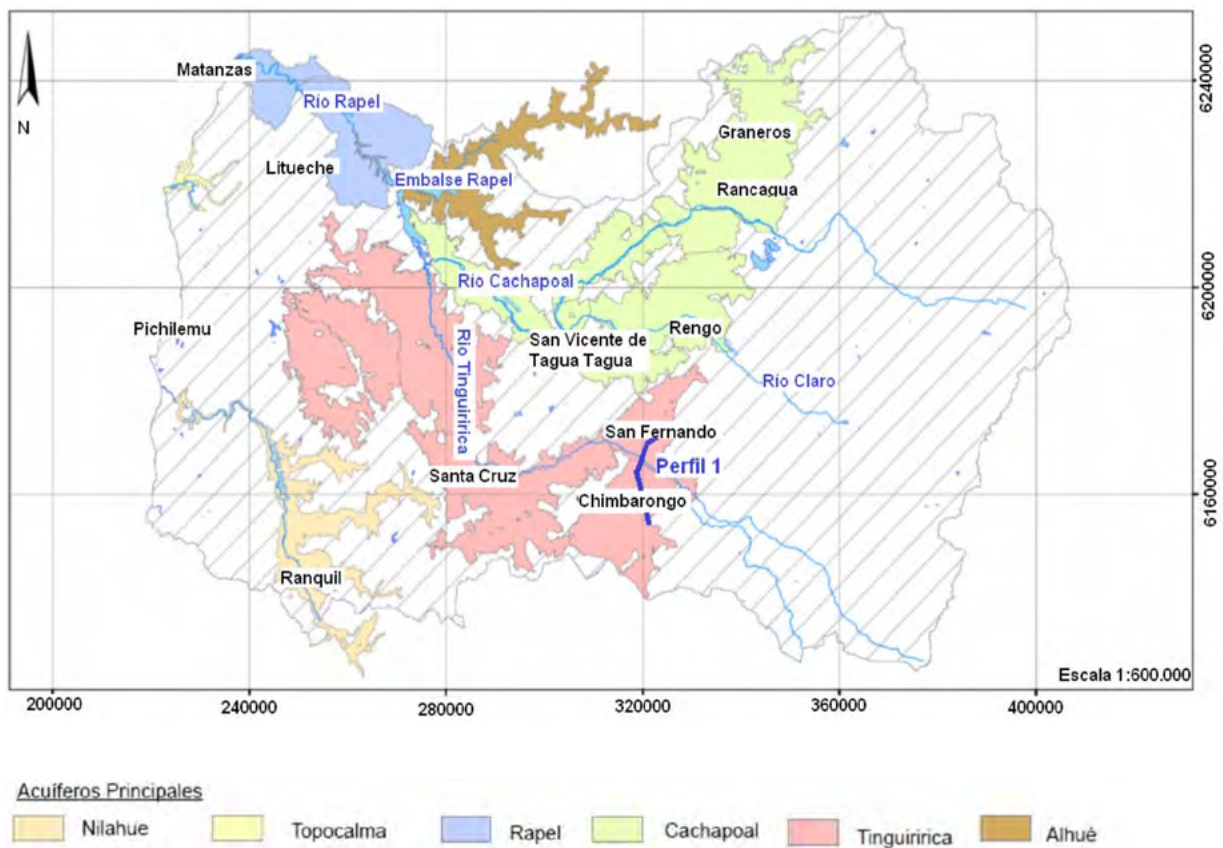 Matanzas
Río Rapel
6240000
N
Graneros
Litueche
Embalse Rapel
Rancagua
Río Cachapoal
6200000
Pichilemu
San Vicente de
Tagua Tagua
Rengo
Río Tinguiririca
Río Claro
San Fernando
Santa Cruz
Perfil 1
Chimbarongo
6160000
Ranquil
Escala 1:600.000
200000 240000 280000 320000 360000 400000
Acuíferos Principales
Nilahue Topocalma Rapel Cachapoal Tinguiririca Alhué